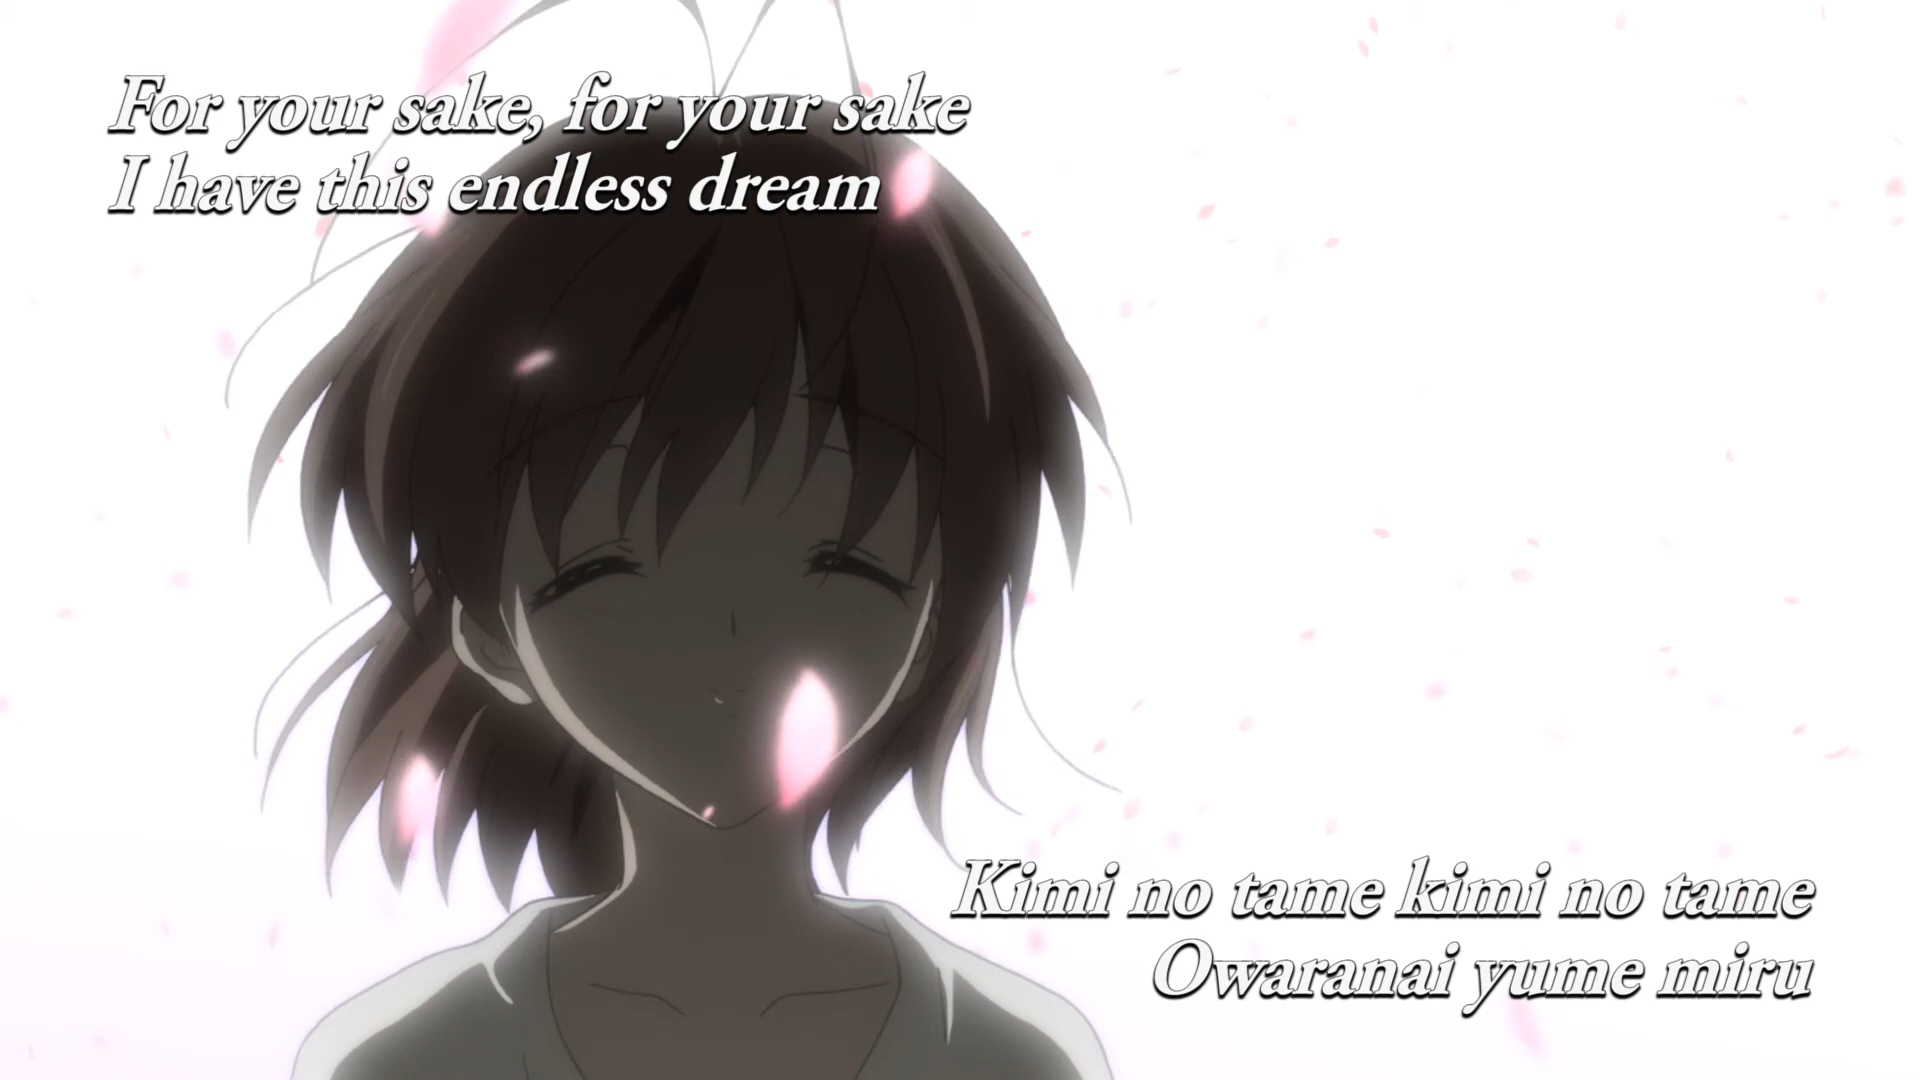 For your sake, for your sake
I have this endless dream
Kimi no tame kimi no tame
Owaranai yume miru